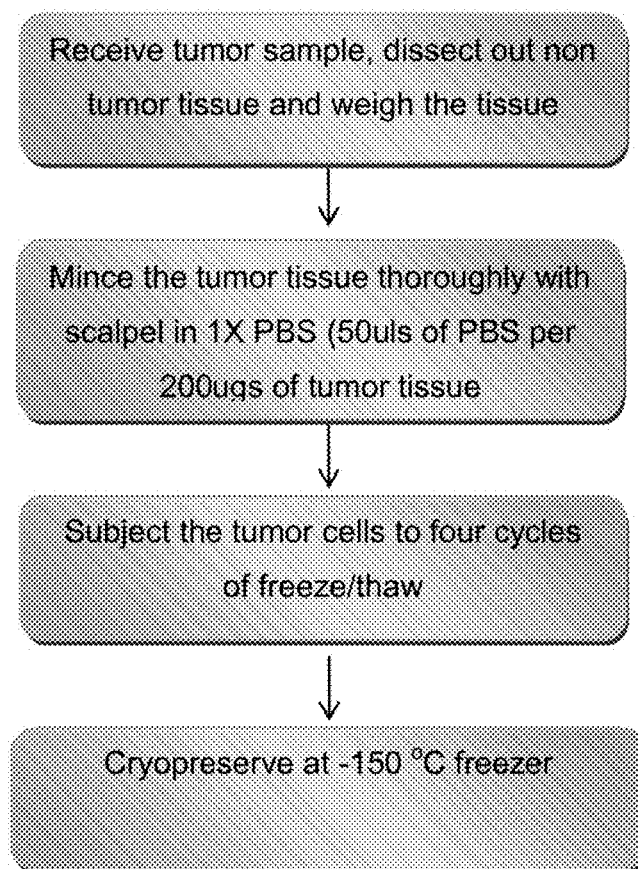 Receive tumor sample, dissect out non
tumor tissue and weigh the tissue
Mince the tumor tissue thoroughly with
scalpel in 1X PBS (50uls of PBS per
200ugs of tumor tissue
Subject the tumor cells to four cycles
of freeze/thaw
Cryopreserve at -150 °C freezer